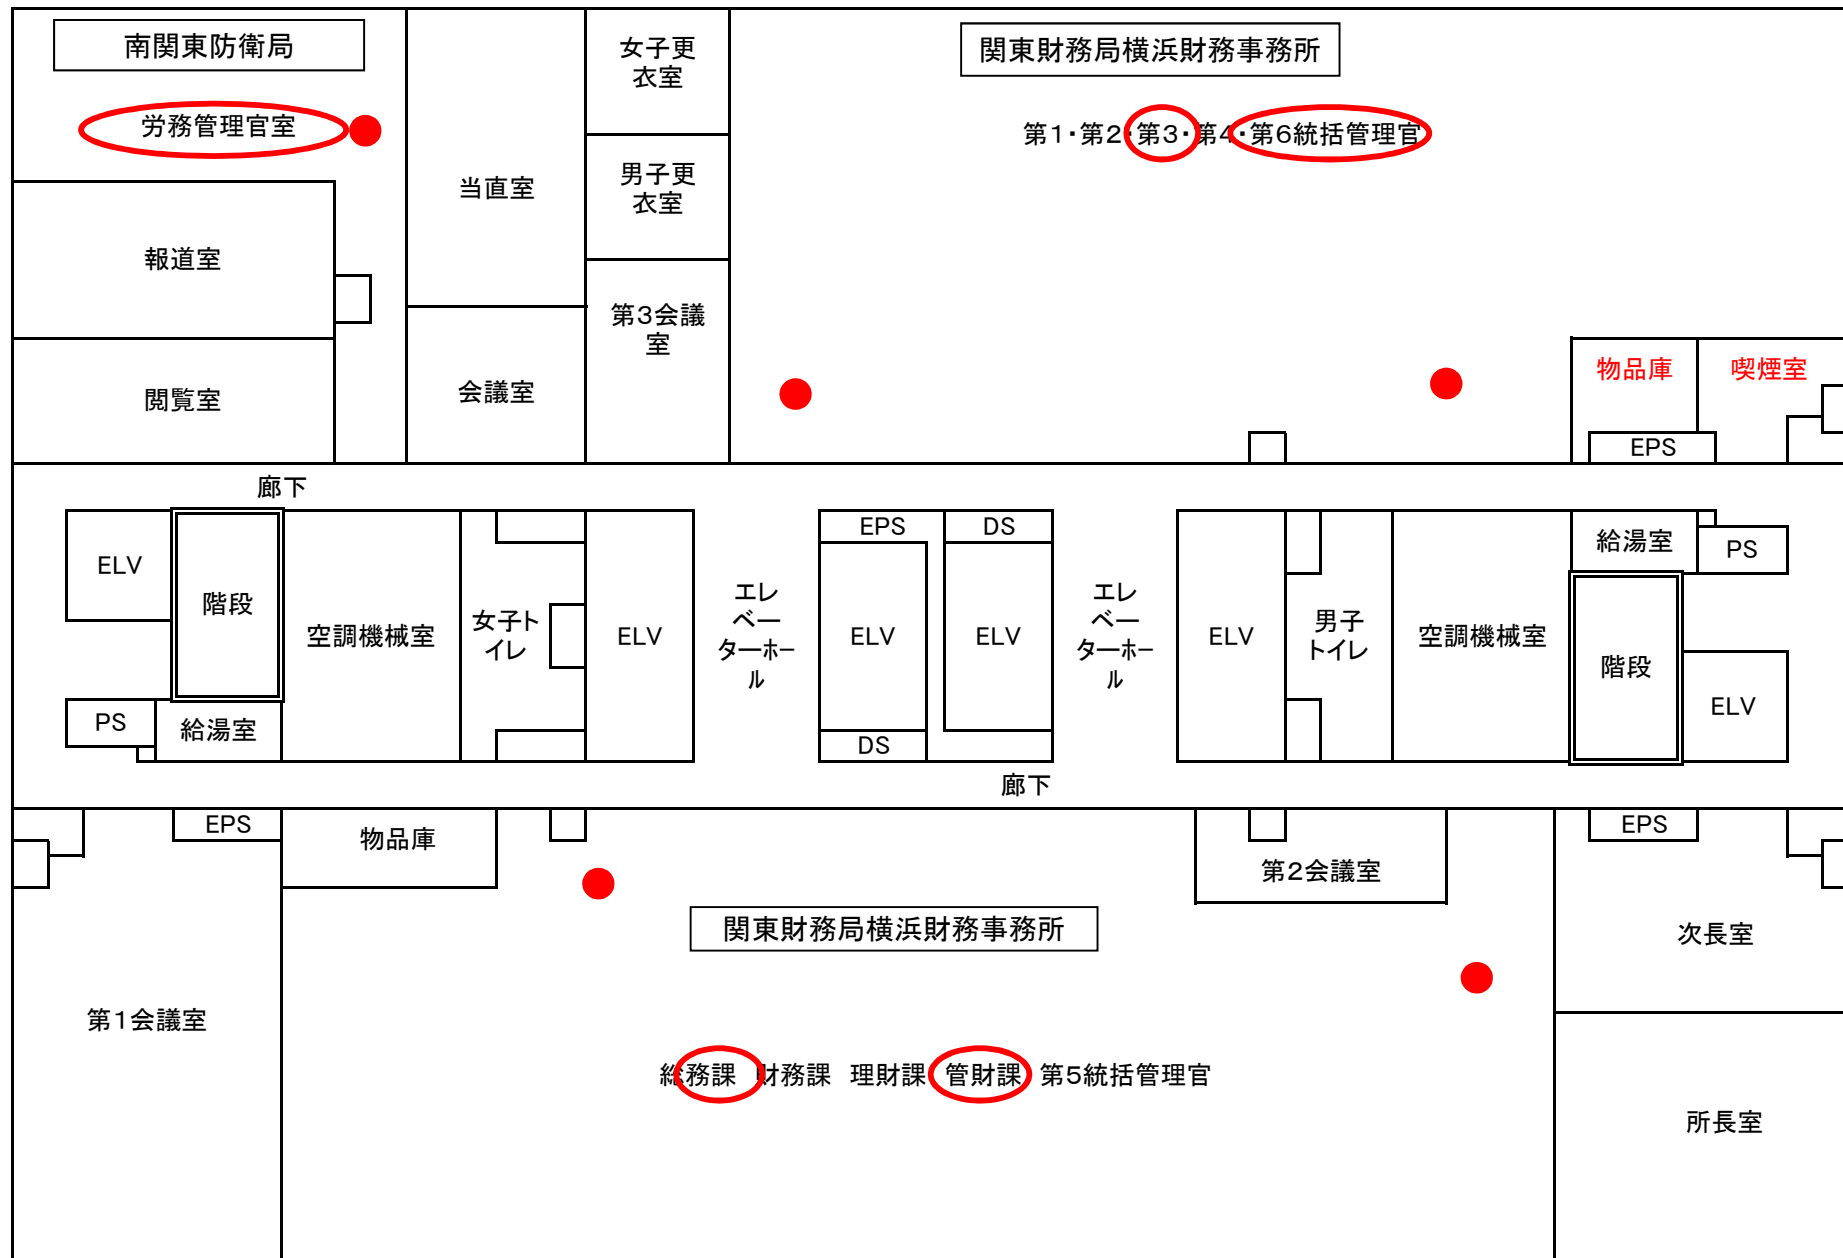 南関東防衛局
労務管理官室
報道室
閲覧室
当直室
会議室
女子更
衣室
男子更
衣室
第3会議
室
関東財務局横浜財務事務所
第1・第2・第3・第4・第6統括管理官
物品庫
喫煙室
EPS
廊下
ELV
階段
PS
給湯室
空調機械室
女子ト
イレ
ELV
エレ
ベー
ターホー
ル
EPS
DS
ELV
ELV
DS
エレ
ベー
ターホー
ル
ELV
男子
トイレ
空調機械室
給湯室
PS
階段
ELV
廊下
EPS
物品庫
第1会議室
関東財務局横浜財務事務所
総務課 財務課 理財課 管財課 第5統括管理官
第2会議室
EPS
次長室
所長室